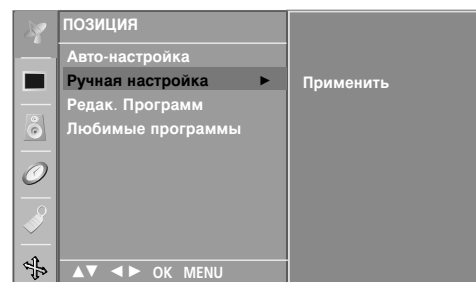 ПОЗИЦИЯ
Авто-настройка
Ручная настройка ►
Применить
Редак. Программ
Любимые программы
▲▼ ◄► OK MENU